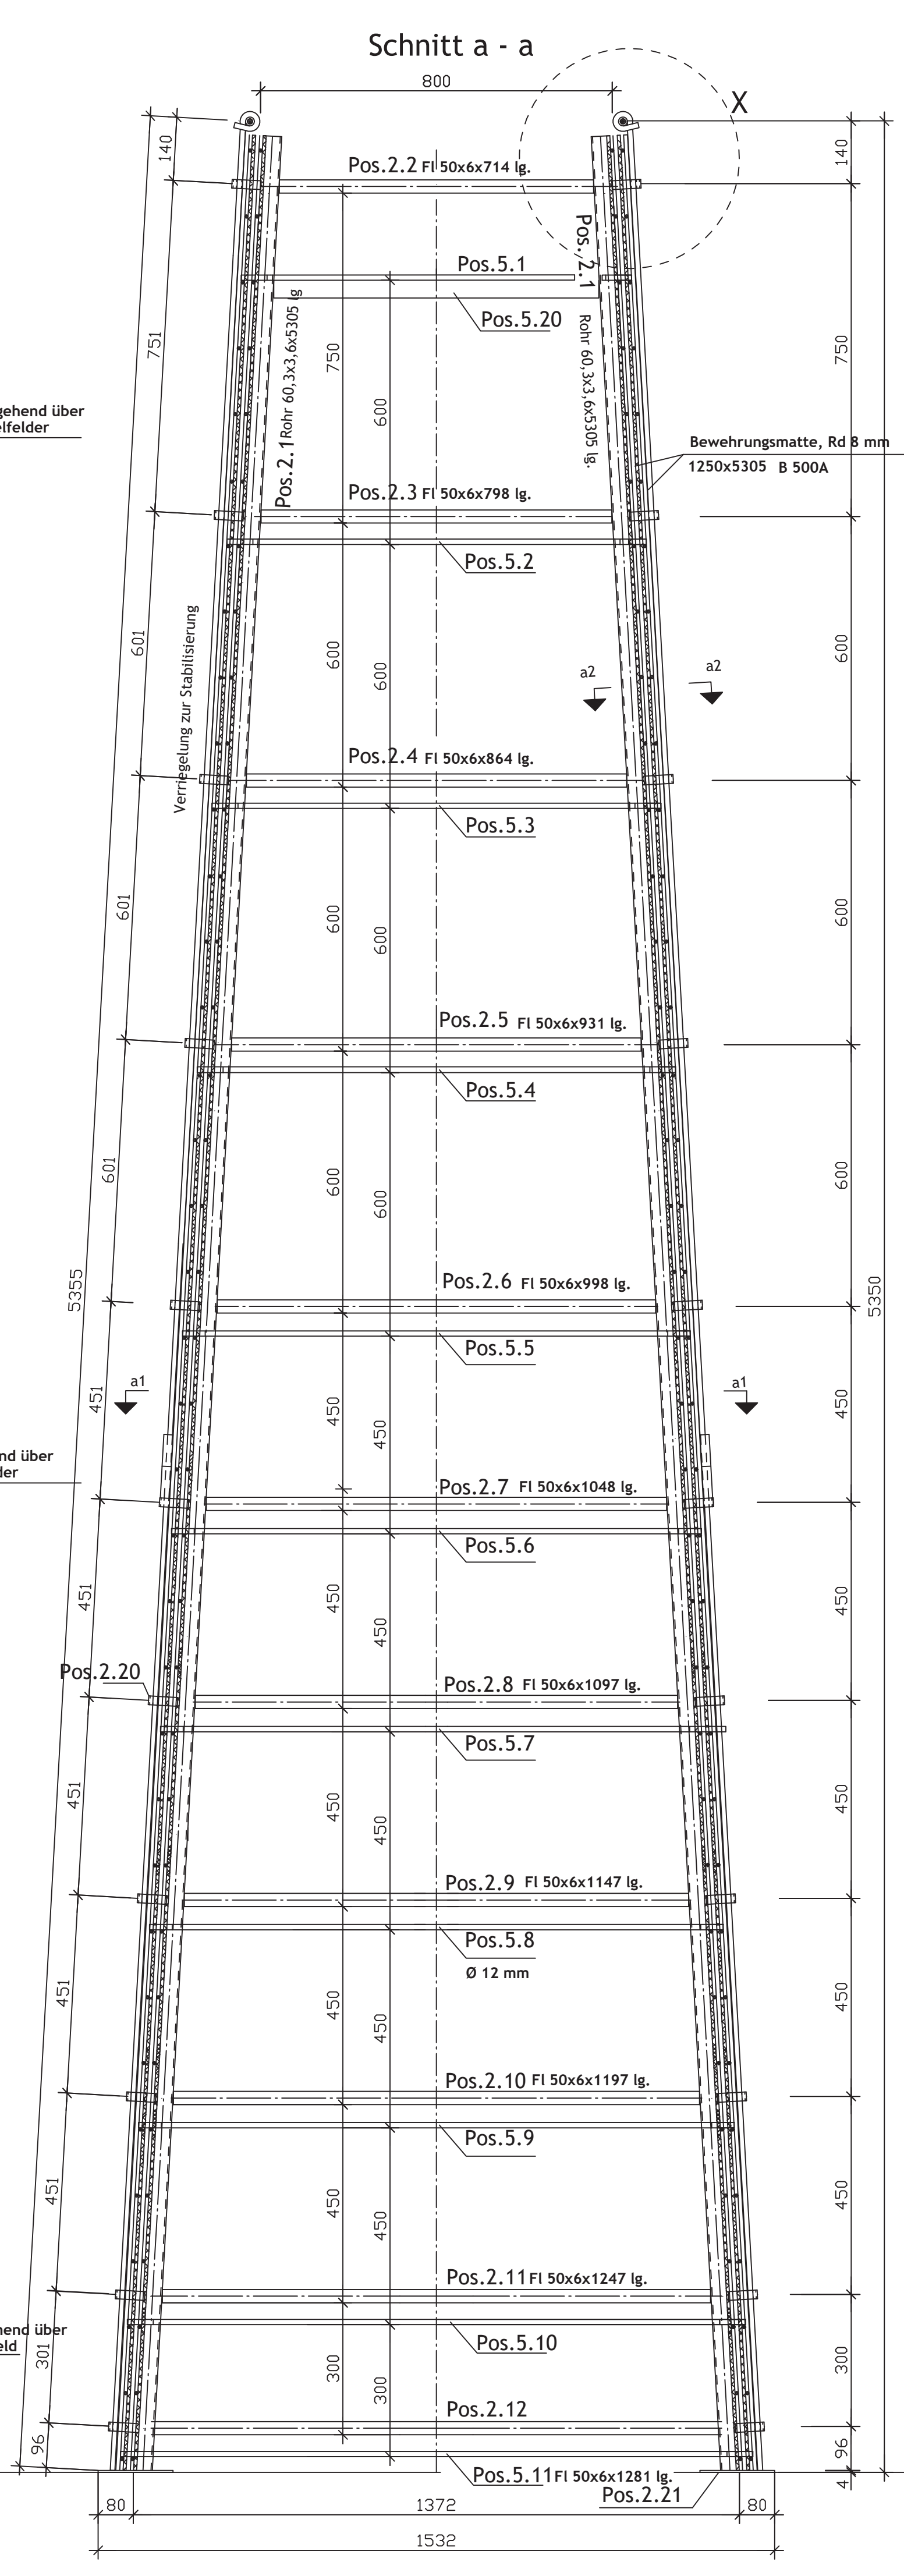 Schnitt a - a
800
X
140
140
Pos.2.2 Fl 50x6x714 lg.
Pos.5.1
Pos. 2.1
Rohr 60,3x3,6x5305 lg.
Pos.5.20
Pos.2.1 Rohr 60,3x3,6x5305 lg
751
750
600
750
gehend über
elfelder
Bewehrungsmatte, Rd 8 mm
1250x5305 B 500A
Pos.2.3 Fl 50x6x798 lg.
Pos.5.2
601
Verriegelung zur Stabilisierung
600
600
600
a2
a2
Pos.2.4 Fl 50x6x864 lg.
Pos.5.3
601
600
600
600
Pos.2.5 Fl 50x6x931 lg.
Pos.5.4
601
600
600
600
5355
5350
Pos.2.6 Fl 50x6x998 lg.
Pos.5.5
a1
a1
451
450
450
450
nd über
der
Pos.2.7 Fl 50x6x1048 lg.
Pos.5.6
451
450
450
450
Pos.2.20
Pos.2.8 Fl 50x6x1097 lg.
Pos.5.7
451
450
450
450
Pos.2.9 Fl 50x6x1147 lg.
Pos.5.8
Ø 12 mm
451
450
450
450
Pos.2.10 Fl 50x6x1197 lg.
Pos.5.9
451
450
450
450
Pos.2.11 Fl 50x6x1247 lg.
hend über
eld
Pos.5.10
301
300
300
300
Pos.2.12
96
96
Pos.5.11 Fl 50x6x1281 lg.
Pos.2.21
4
80
1372
80
1532